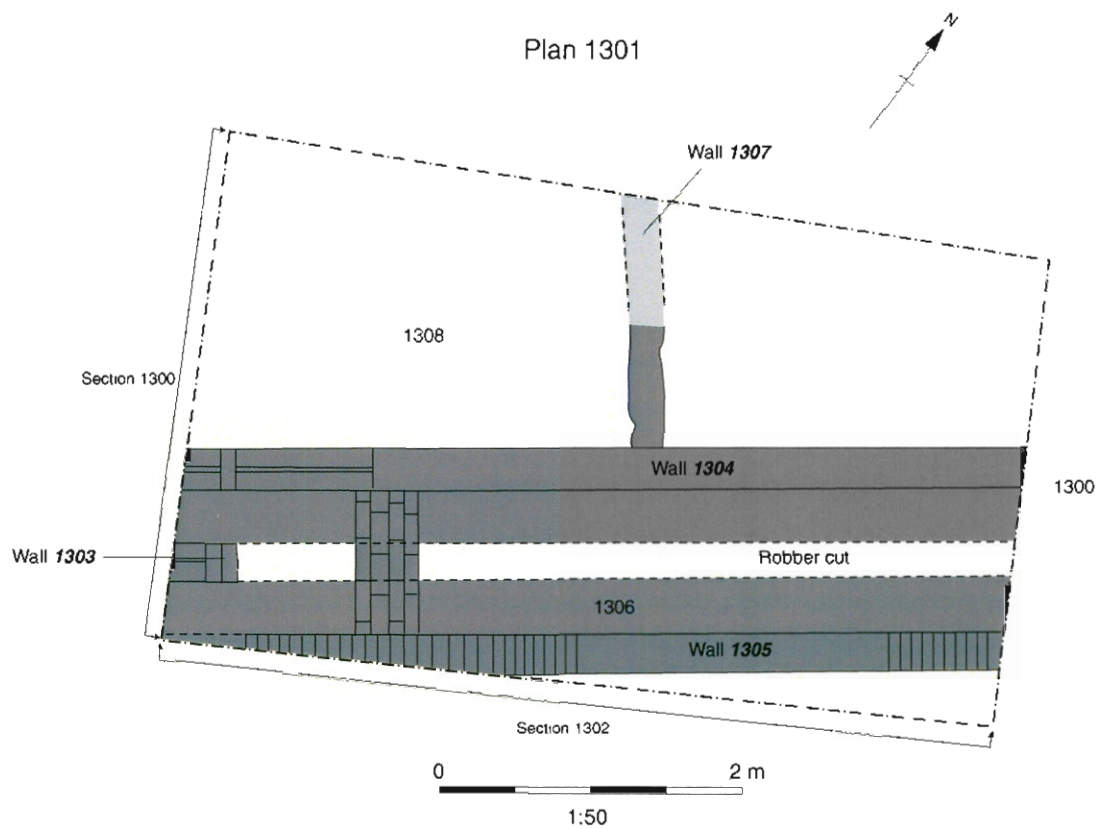 N
Plan 1301
Wall 1307
1308
Section 1300
Wall 1304
1300
Wall 1303
Robber cut
1306
Wall 1305
Section 1302
0 2 m
1:50